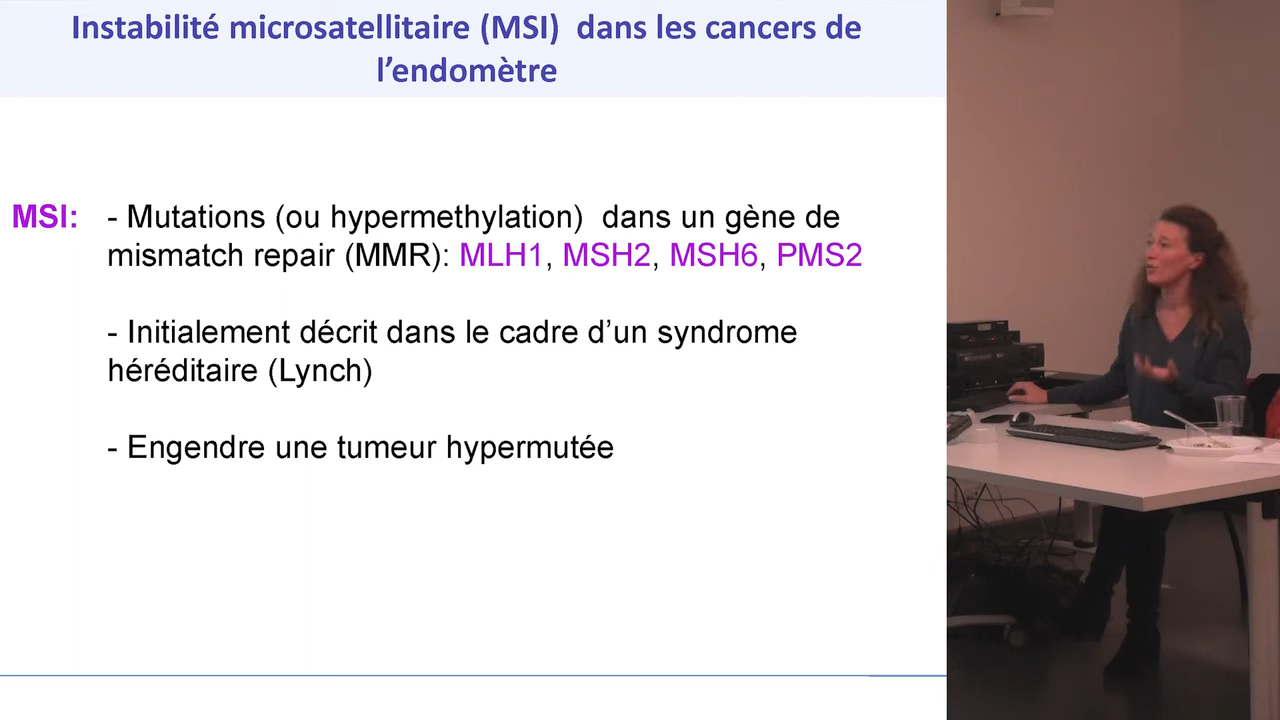 Instabilité microsatellitaire (MSI)  dans les cancers de
l’endomètre
MSI: - Mutations (ou hypermethylation)  dans un gène de
mismatch repair (MMR): MLH1, MSH2, MSH6, PMS2
- Initialement décrit dans le cadre d’un syndrome
héréditaire (Lynch)
- Engendre une tumeur hypermutée